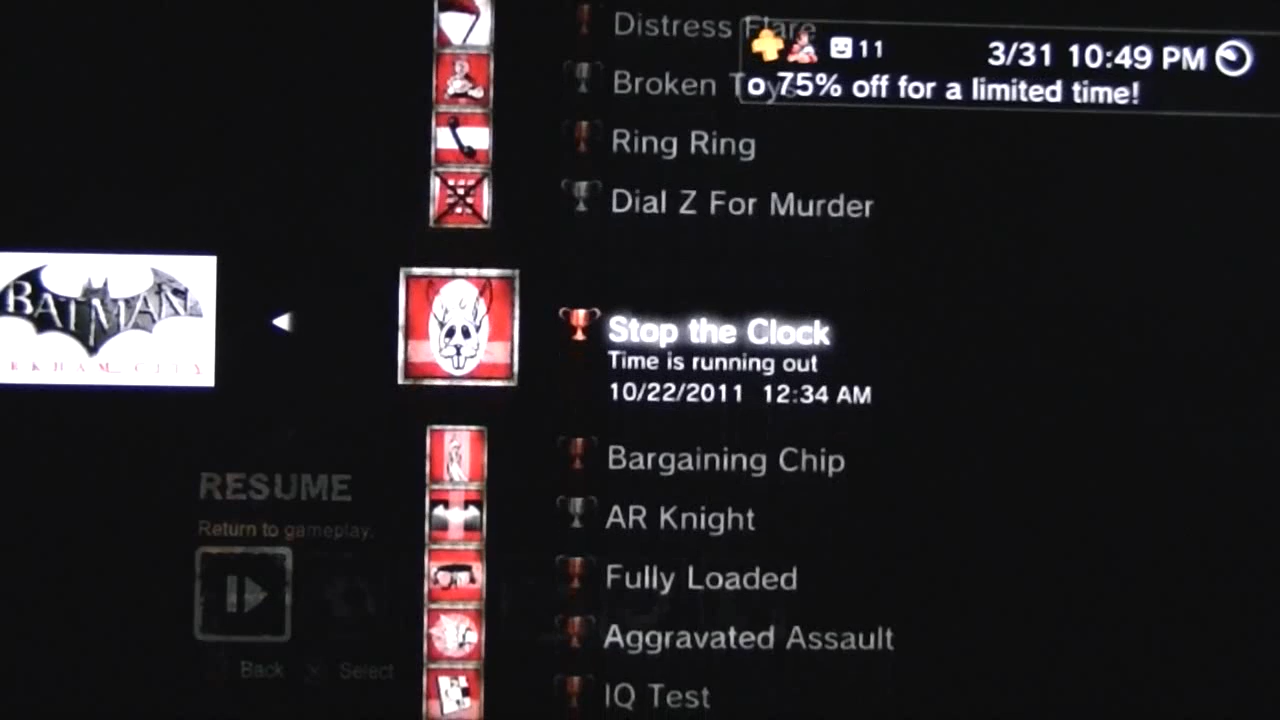 Distress Flare
11
3/31 10:49 PM
Broken Toys
o 75% off for a limited time!
Ring Ring
Dial Z For Murder
BATMAN
ARKHAM CITY
Stop the Clock
Time is running out
10/22/2011 12:34 AM
Bargaining Chip
RESUME
AR Knight
Return to gameplay.
Fully Loaded
Aggravated Assault
Back
Select
IQ Test